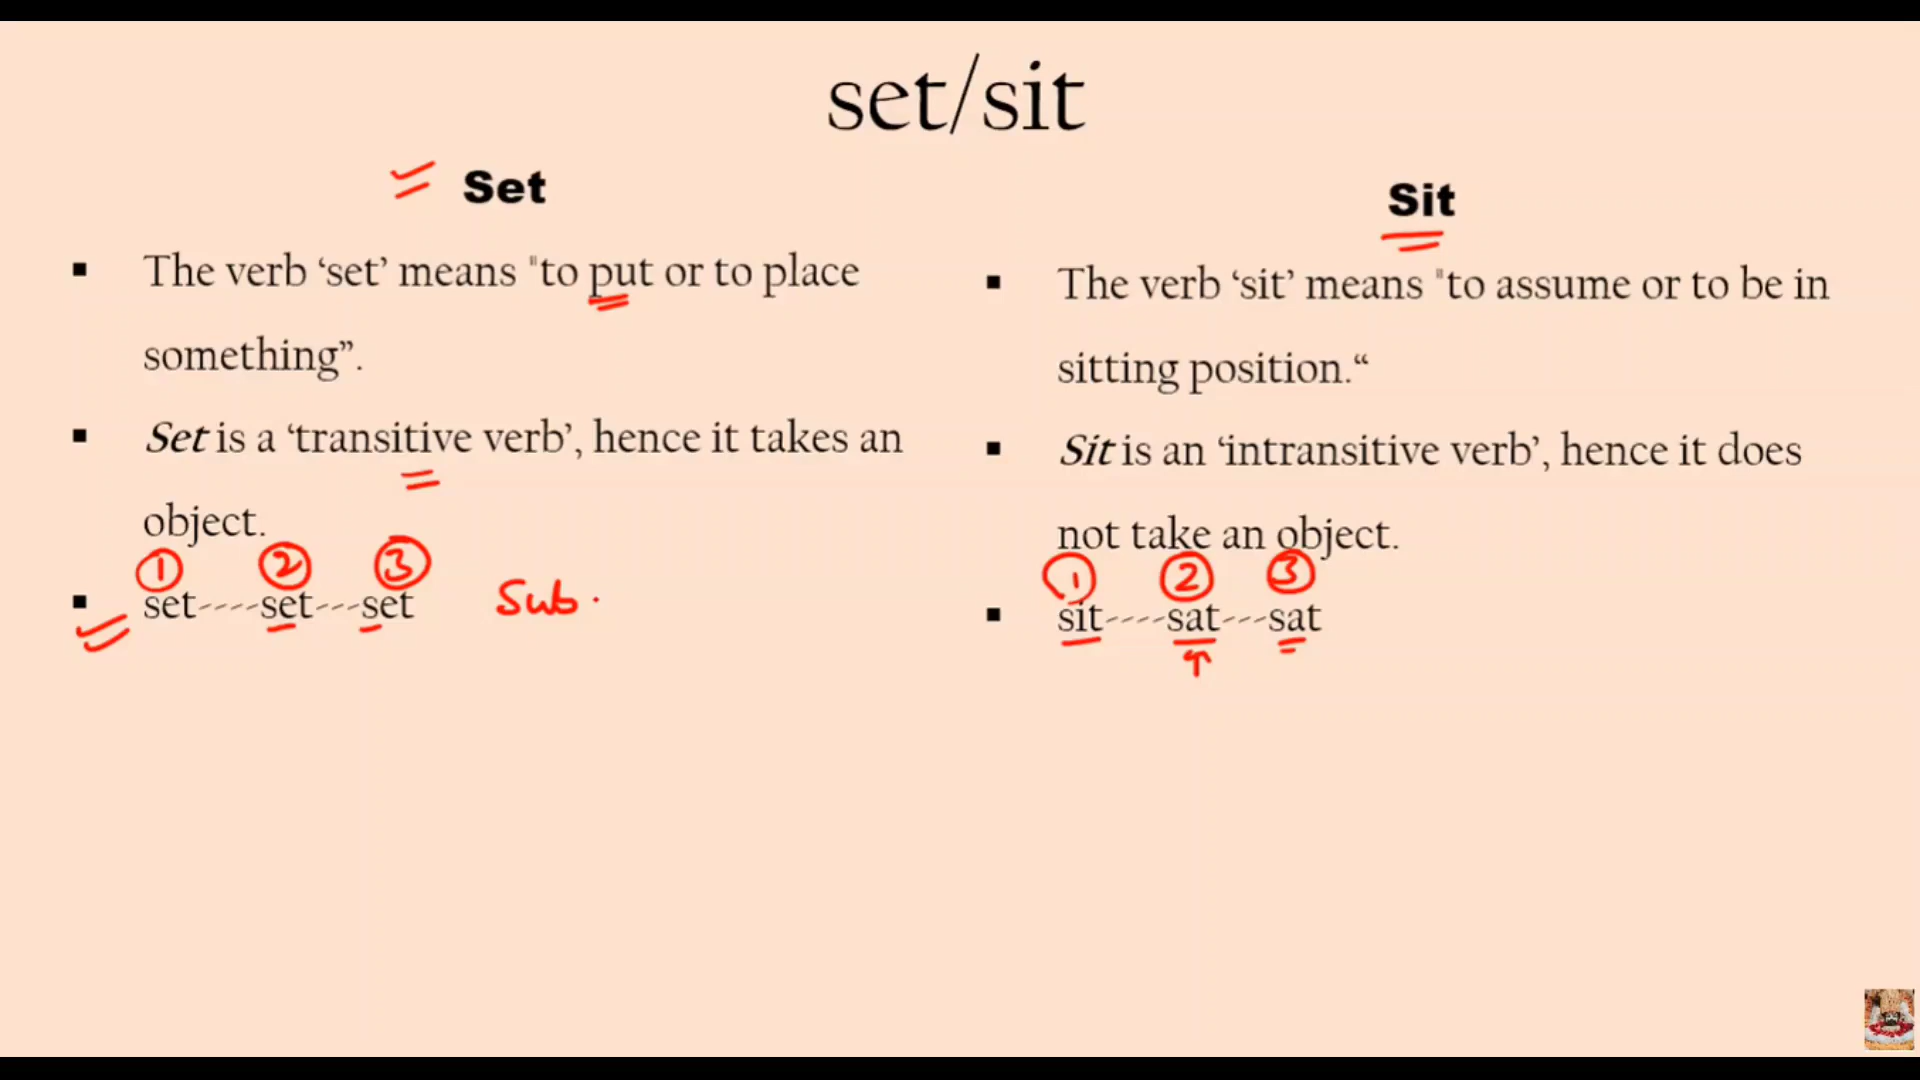 set/sit
Set
The verb ‘set’ means "to put or to place
something”.
Set is a ‘transitive verb’, hence it takes an
object.
① ② ③
set----set---set Sub.
Sit
The verb ‘sit’ means "to assume or to be in
sitting position.“
Sit is an ‘intransitive verb’, hence it does
not take an object.
① ② ③
sit----sat---sat